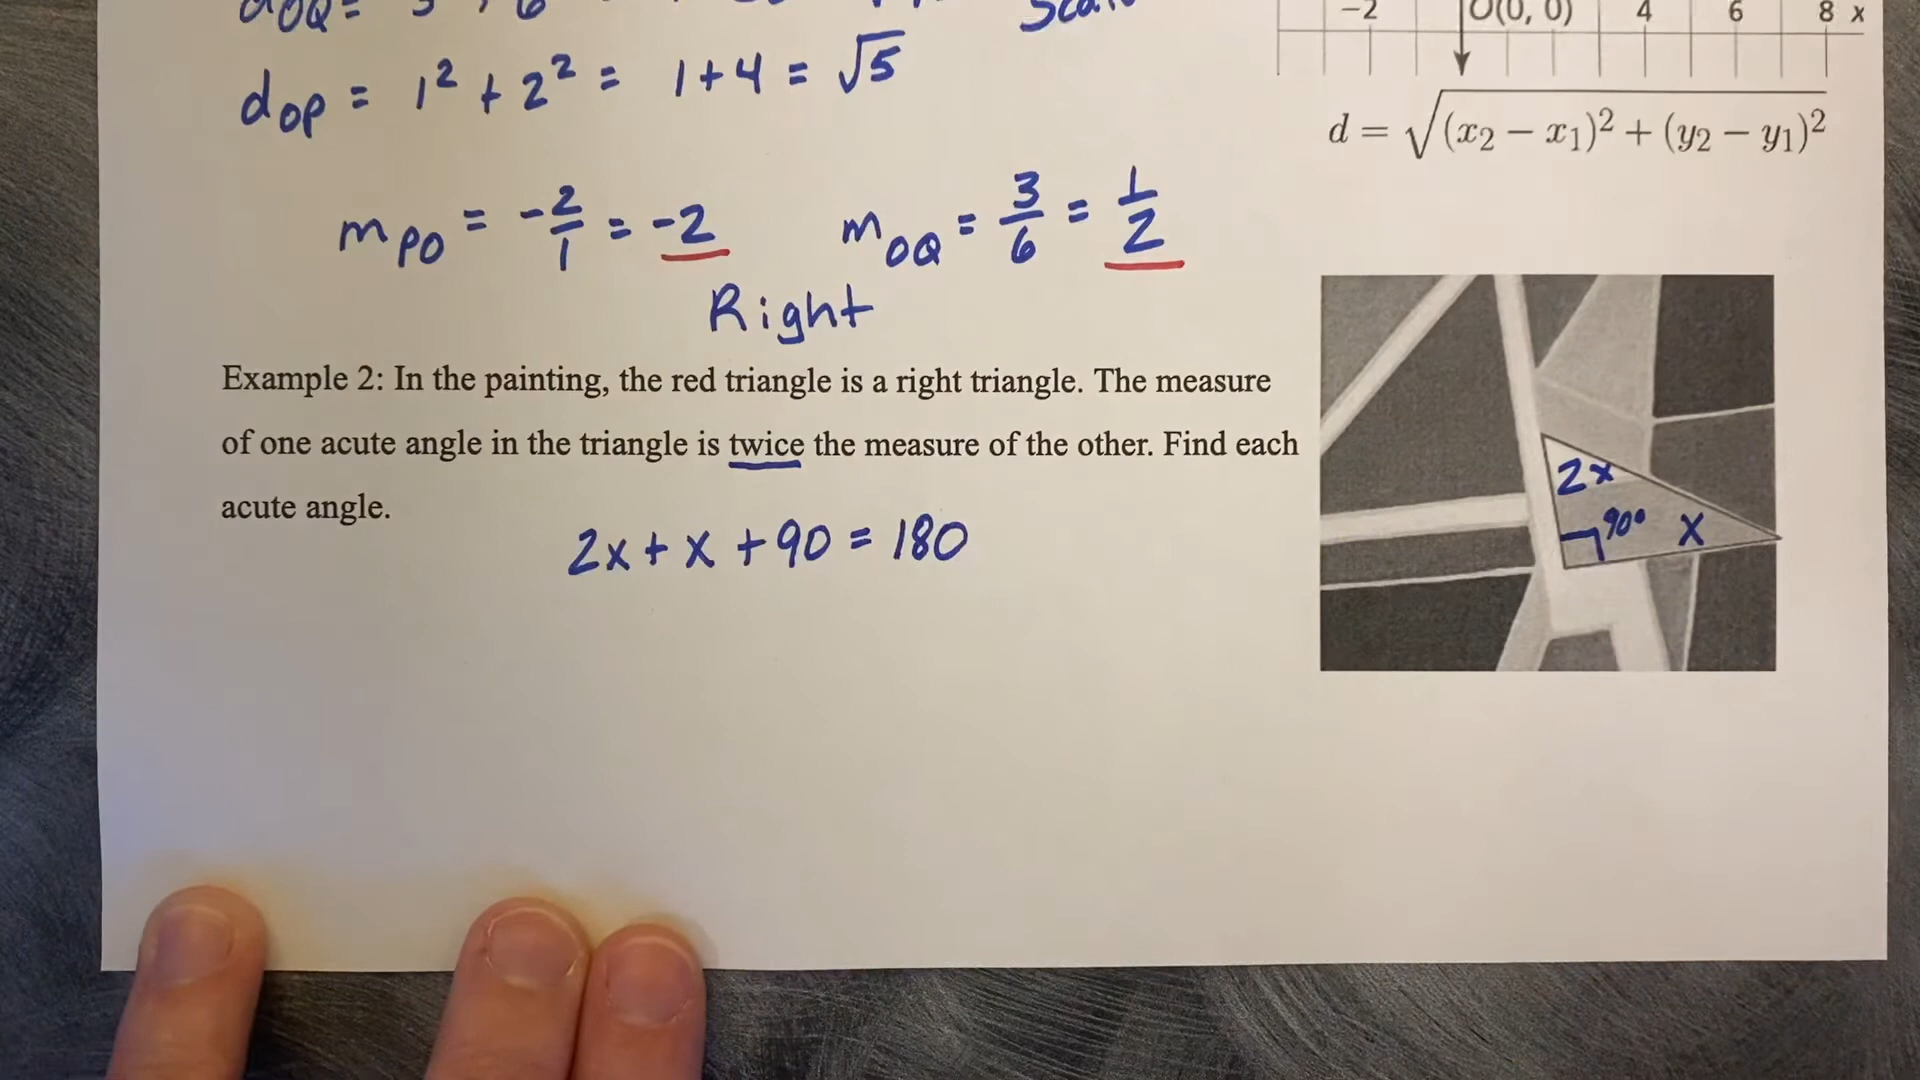 -2 O(0, 0) 4 6 8 x
dOP = 1² + 2² = 1 + 4 = √5
d = √(x₂ − x₁)² + (y₂ − y₁)²
mPO = -2/1 = -2 mOQ = 3/6 = 1/2
Right
Example 2: In the painting, the red triangle is a right triangle. The measure
of one acute angle in the triangle is twice the measure of the other. Find each
acute angle.
2x + x + 90 = 180
2x
90° x